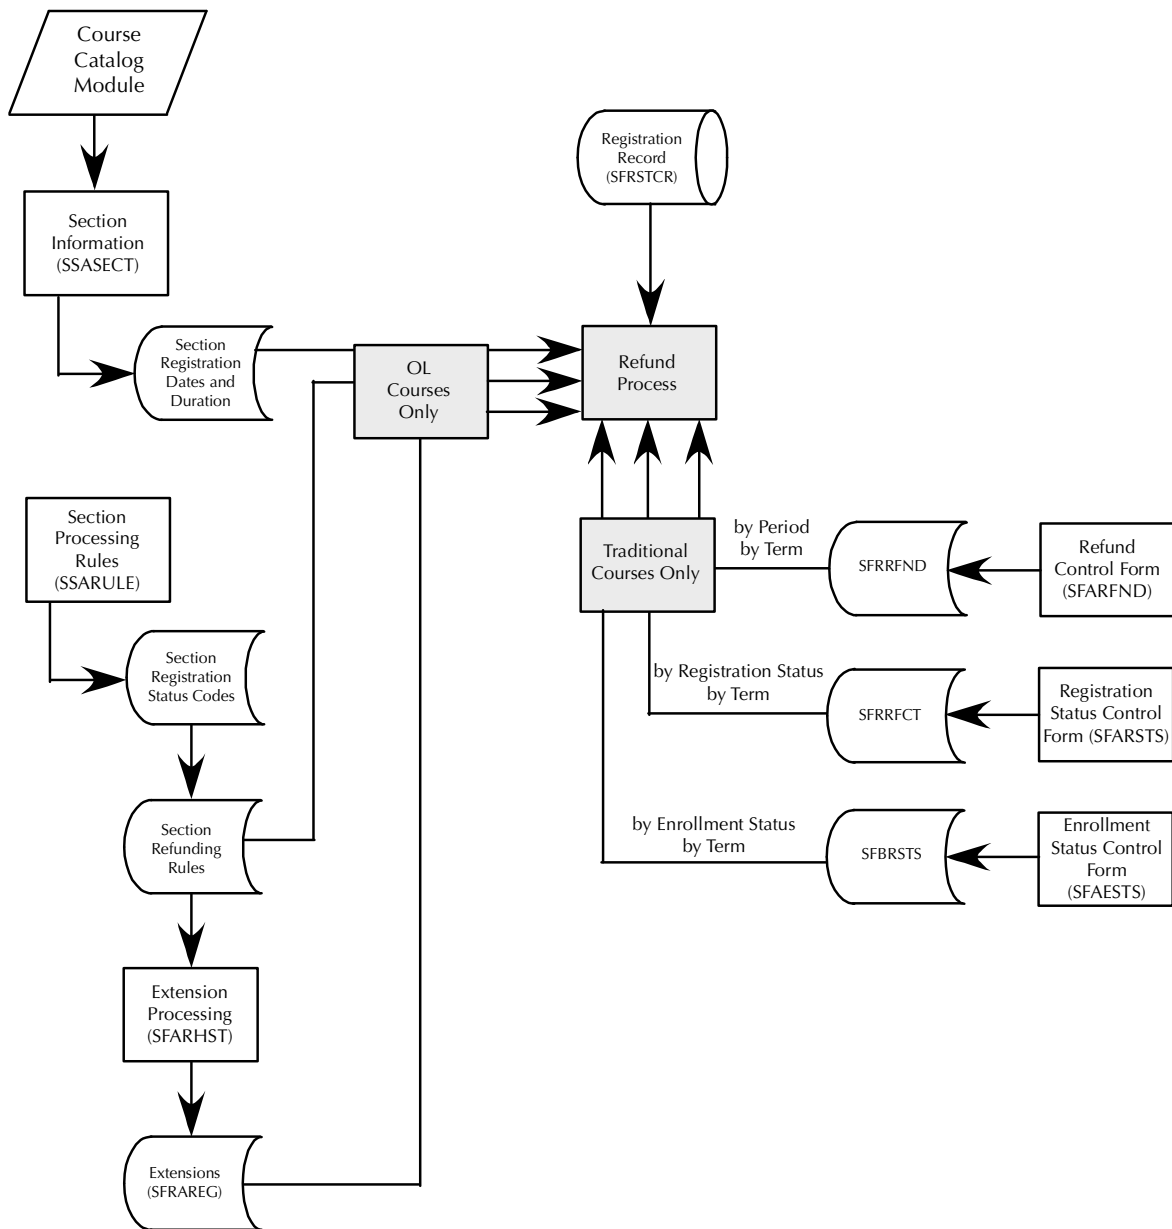 Course
Catalog
Module
Registration
Record
(SFRSTCR)
Section
Information
(SSASECT)
Section
Registration
Dates and
Duration
OL
Courses
Only
Refund
Process
Section
Processing
Rules
(SSARULE)
Traditional
Courses Only
by Period
by Term
SFRRFND
Refund
Control Form
(SFARFND)
Section
Registration
Status Codes
by Registration Status
by Term
SFRRFCT
Registration
Status Control
Form (SFARSTS)
Section
Refunding
Rules
by Enrollment Status
by Term
SFBRSTS
Enrollment
Status Control
Form
(SFAESTS)
Extension
Processing
(SFARHST)
Extensions
(SFRAREG)